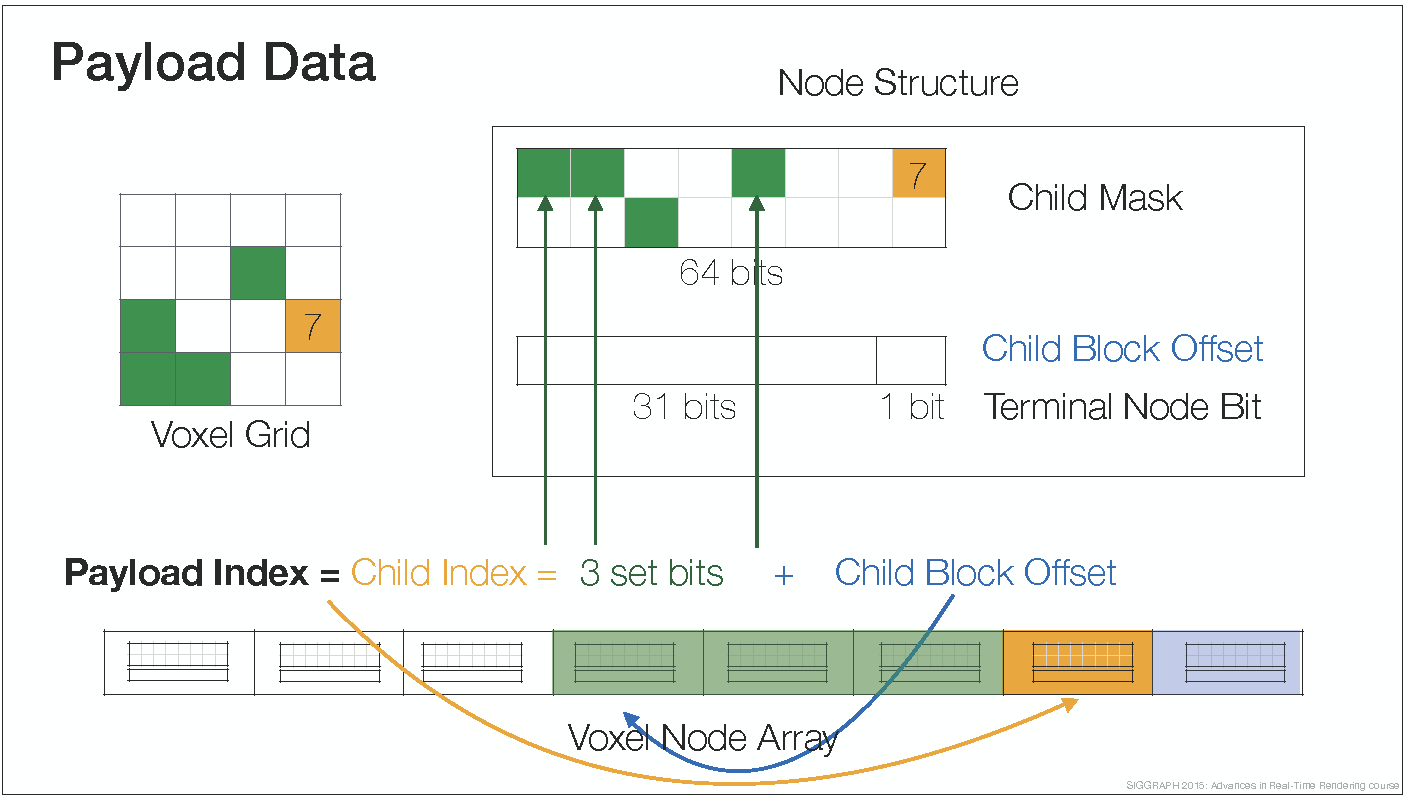 Payload Data
Node Structure
7
Child Mask
64 bits
7
Child Block Offset
31 bits
1 bit
Terminal Node Bit
Voxel Grid
Payload Index = Child Index = 3 set bits + Child Block Offset
Voxel Node Array
SIGGRAPH 2015: Advances in Real-Time Rendering course